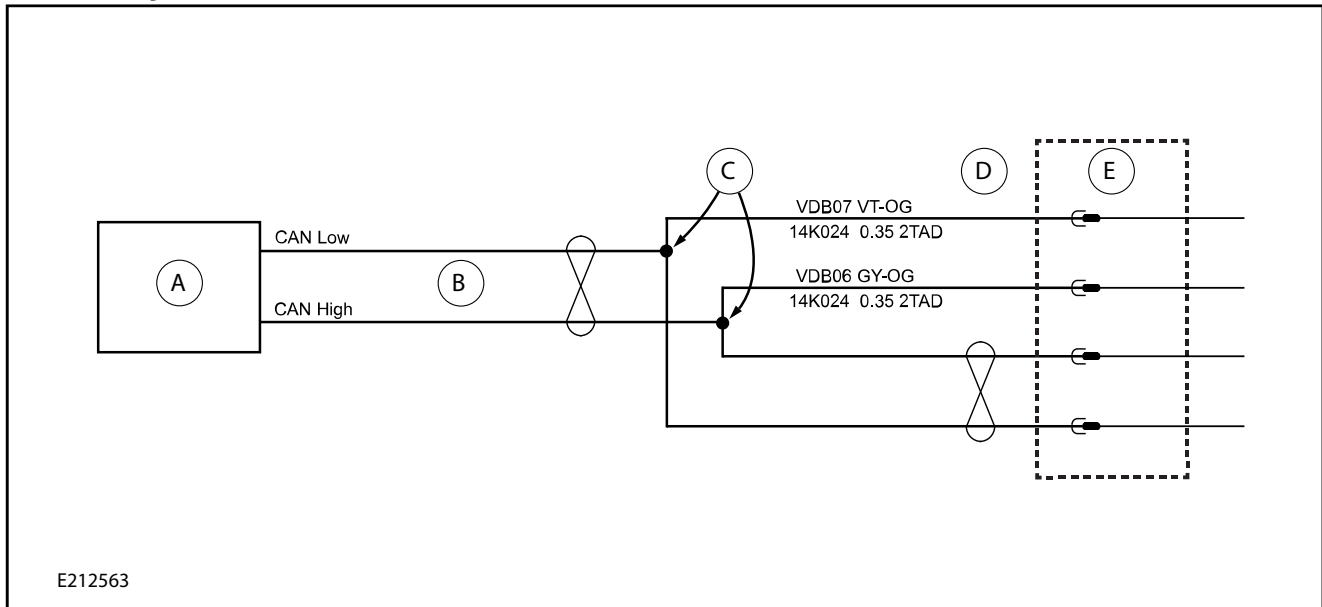 C
D
E
VDB07 VT-OG
14K024 0.35 2TAD
CAN Low
A
B
VDB06 GY-OG
14K024 0.35 2TAD
CAN High
E212563